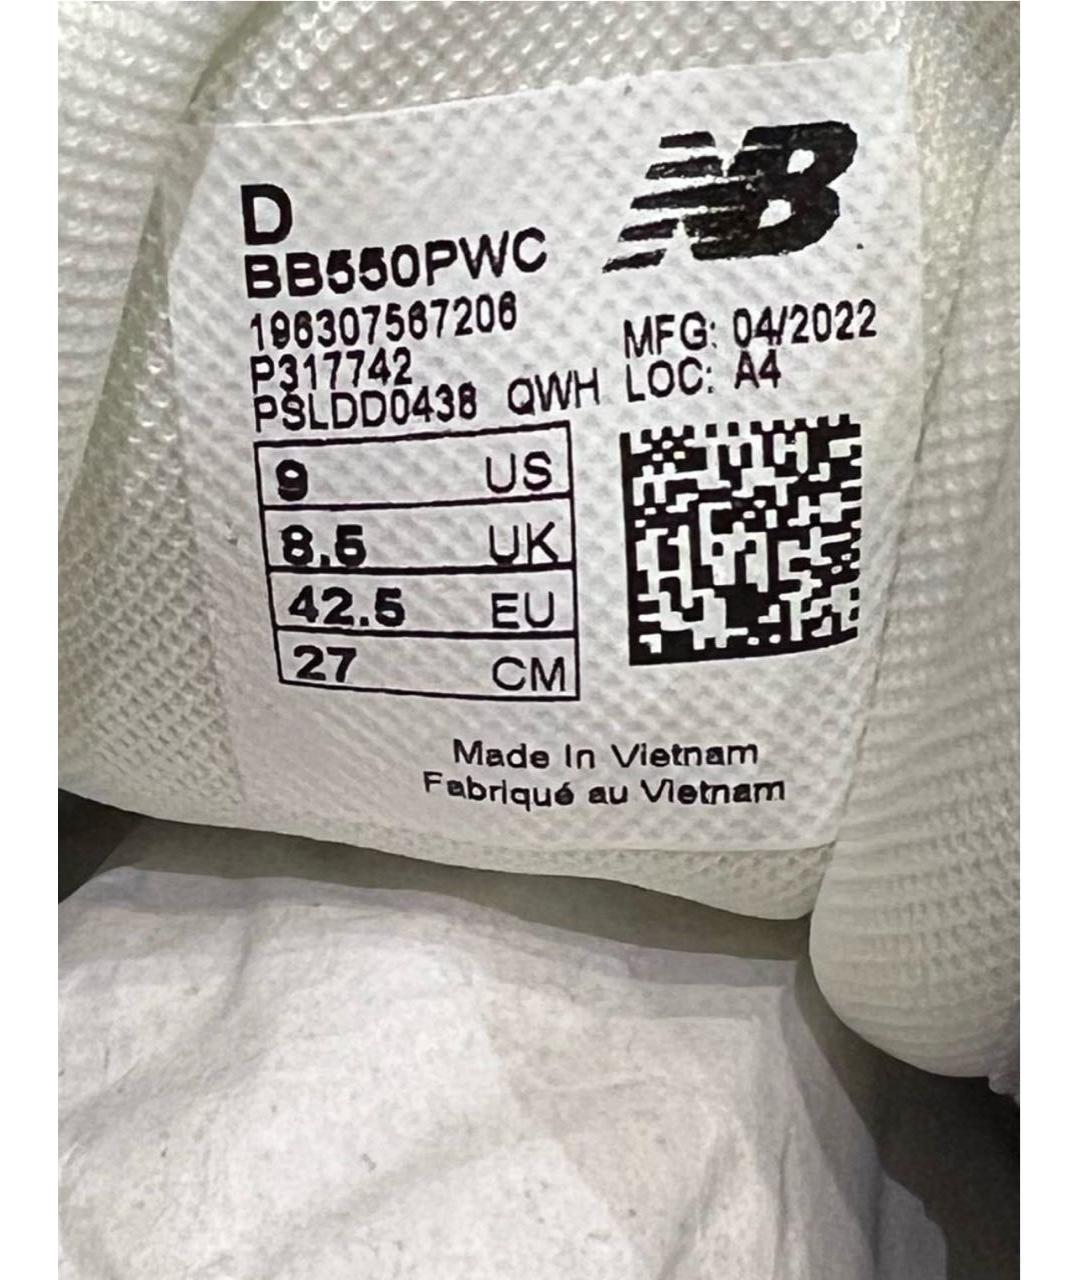 NB
D
BB550PWC
196307567206
P317742
PSLDD0438 QWH
MFG: 04/2022
LOC: A4
9 US
8.5 UK
42.5 EU
27 CM
Made In Vietnam
Fabriqué au Vietnam